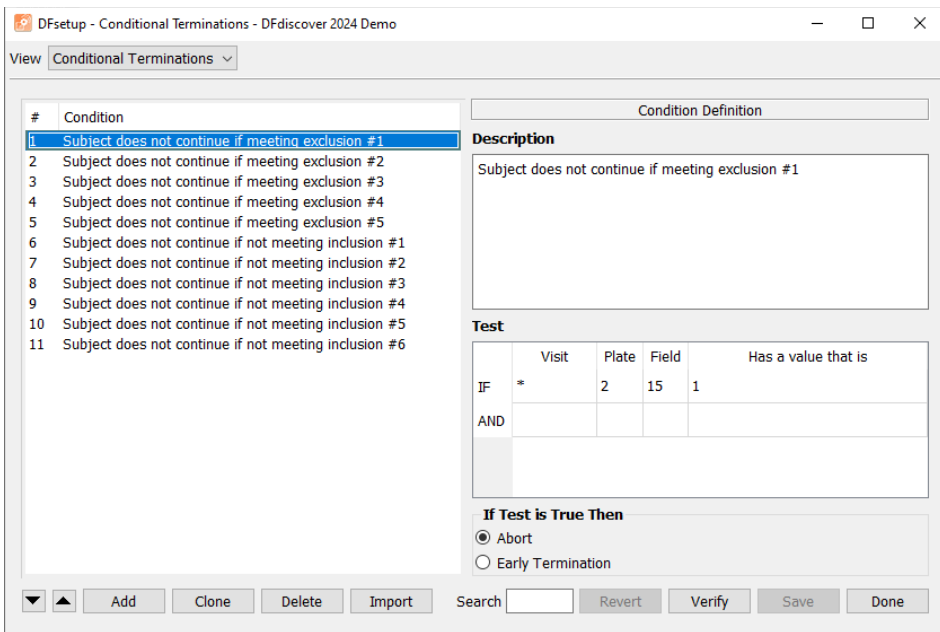 DFsetup - Conditional Terminations - DFdiscover 2024 Demo
View Conditional Terminations
# Condition
1 Subject does not continue if meeting exclusion #1
2 Subject does not continue if meeting exclusion #2
3 Subject does not continue if meeting exclusion #3
4 Subject does not continue if meeting exclusion #4
5 Subject does not continue if meeting exclusion #5
6 Subject does not continue if not meeting inclusion #1
7 Subject does not continue if not meeting inclusion #2
8 Subject does not continue if not meeting inclusion #3
9 Subject does not continue if not meeting inclusion #4
10 Subject does not continue if not meeting inclusion #5
11 Subject does not continue if not meeting inclusion #6
Condition Definition
Description
Subject does not continue if meeting exclusion #1
Test
Visit Plate Field Has a value that is
IF * 2 15 1
AND
If Test is True Then
Abort
Early Termination
Add Clone Delete Import Search Revert Verify Save Done